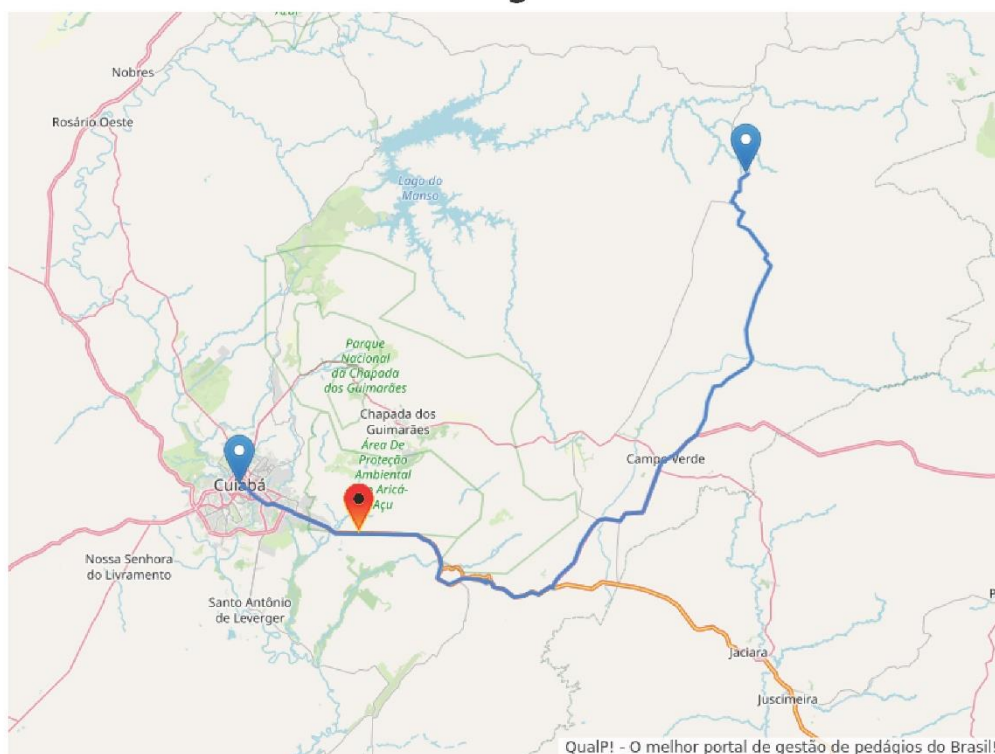 Nobres
Rosário Oeste
Lago do
Manso
Parque
Nacional
da Chapada
dos Guimarães
Chapada dos
Guimarães
Área De
Proteção
Ambiental
Aricá-
Açu
Cuiabá
Campo Verde
Nossa Senhora
do Livramento
Santo Antônio
de Leverger
Jaciara
Juscimeira
QualP! - O melhor portal de gestão de pedágios do Brasil!